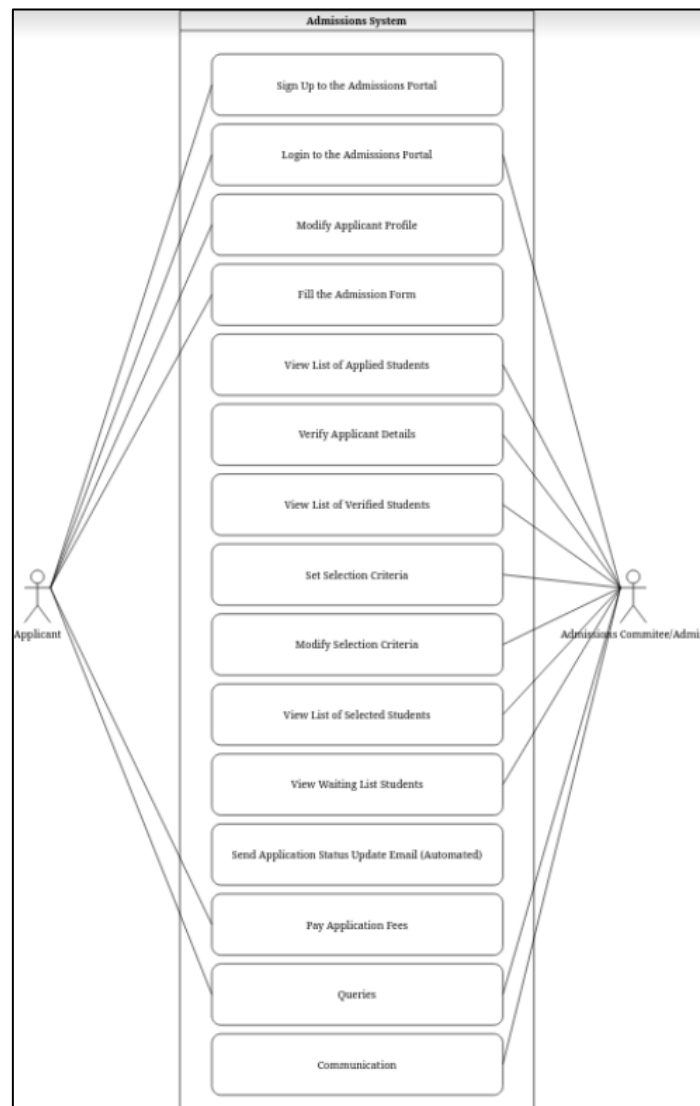 Admissions System
Sign Up to the Admissions Portal
Login to the Admissions Portal
Modify Applicant Profile
Fill the Admission Form
View List of Applied Students
Verify Applicant Details
View List of Verified Students
Set Selection Criteria
Applicant
Admissions Commitee/Admi
Modify Selection Criteria
View List of Selected Students
View Waiting List Students
Send Application Status Update Email (Automated)
Pay Application Fees
Queries
Communication